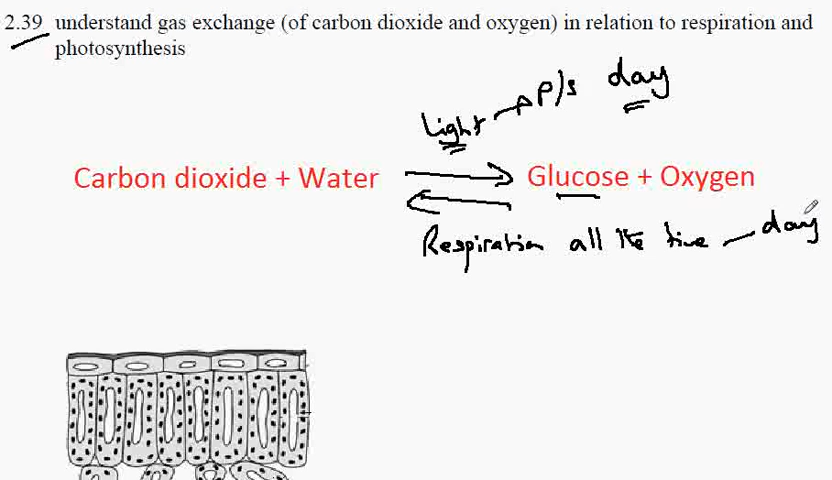 2.39 understand gas exchange (of carbon dioxide and oxygen) in relation to respiration and
photosynthesis
light → P/s day
Carbon dioxide + Water → Glucose + Oxygen
←
Respiration all the time — day